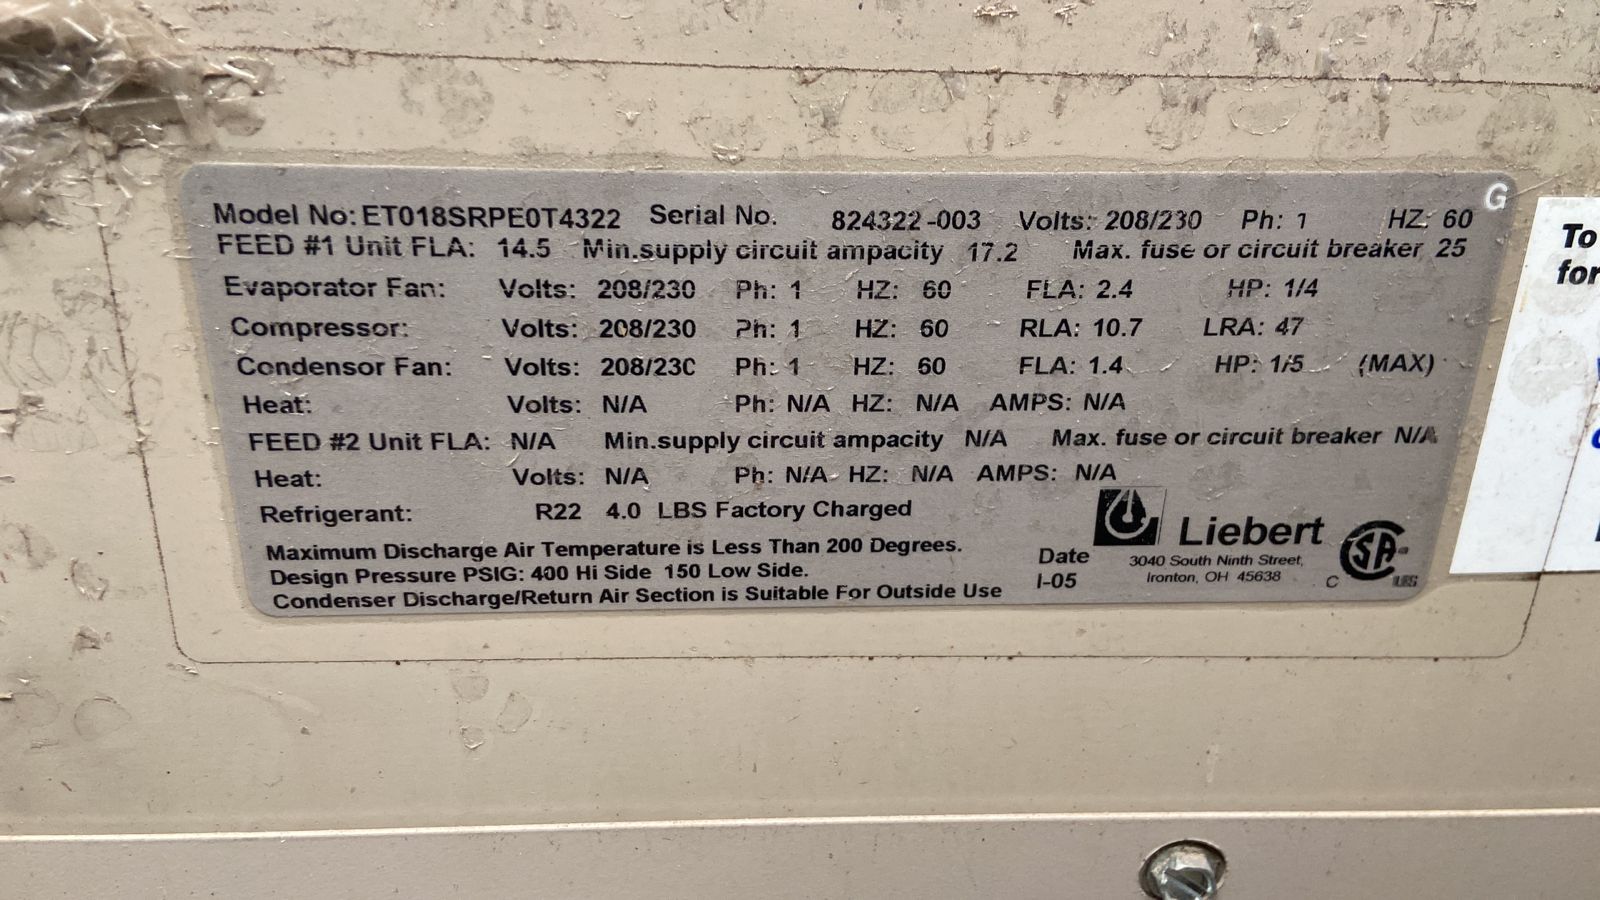 G
Model No: ET018SRPE0T4322 Serial No. 824322-003 Volts: 208/230 Ph: 1 HZ: 60
FEED #1 Unit FLA: 14.5 Min.supply circuit ampacity 17.2 Max. fuse or circuit breaker 25
Evaporator Fan: Volts: 208/230 Ph: 1 HZ: 60 FLA: 2.4 HP: 1/4
Compressor: Volts: 208/230 Ph: 1 HZ: 60 RLA: 10.7 LRA: 47
Condensor Fan: Volts: 208/230 Ph: 1 HZ: 60 FLA: 1.4 HP: 1/5 (MAX)
Heat: Volts: N/A Ph: N/A HZ: N/A AMPS: N/A
FEED #2 Unit FLA: N/A Min.supply circuit ampacity N/A Max. fuse or circuit breaker N/A
Heat: Volts: N/A Ph: N/A HZ: N/A AMPS: N/A
Refrigerant: R22 4.0 LBS Factory Charged
Maximum Discharge Air Temperature is Less Than 200 Degrees.
Design Pressure PSIG: 400 Hi Side 150 Low Side.
Condenser Discharge/Return Air Section is Suitable For Outside Use
Date
I-05
Liebert
3040 South Ninth Street,
Ironton, OH 45638
C SA US
To
for